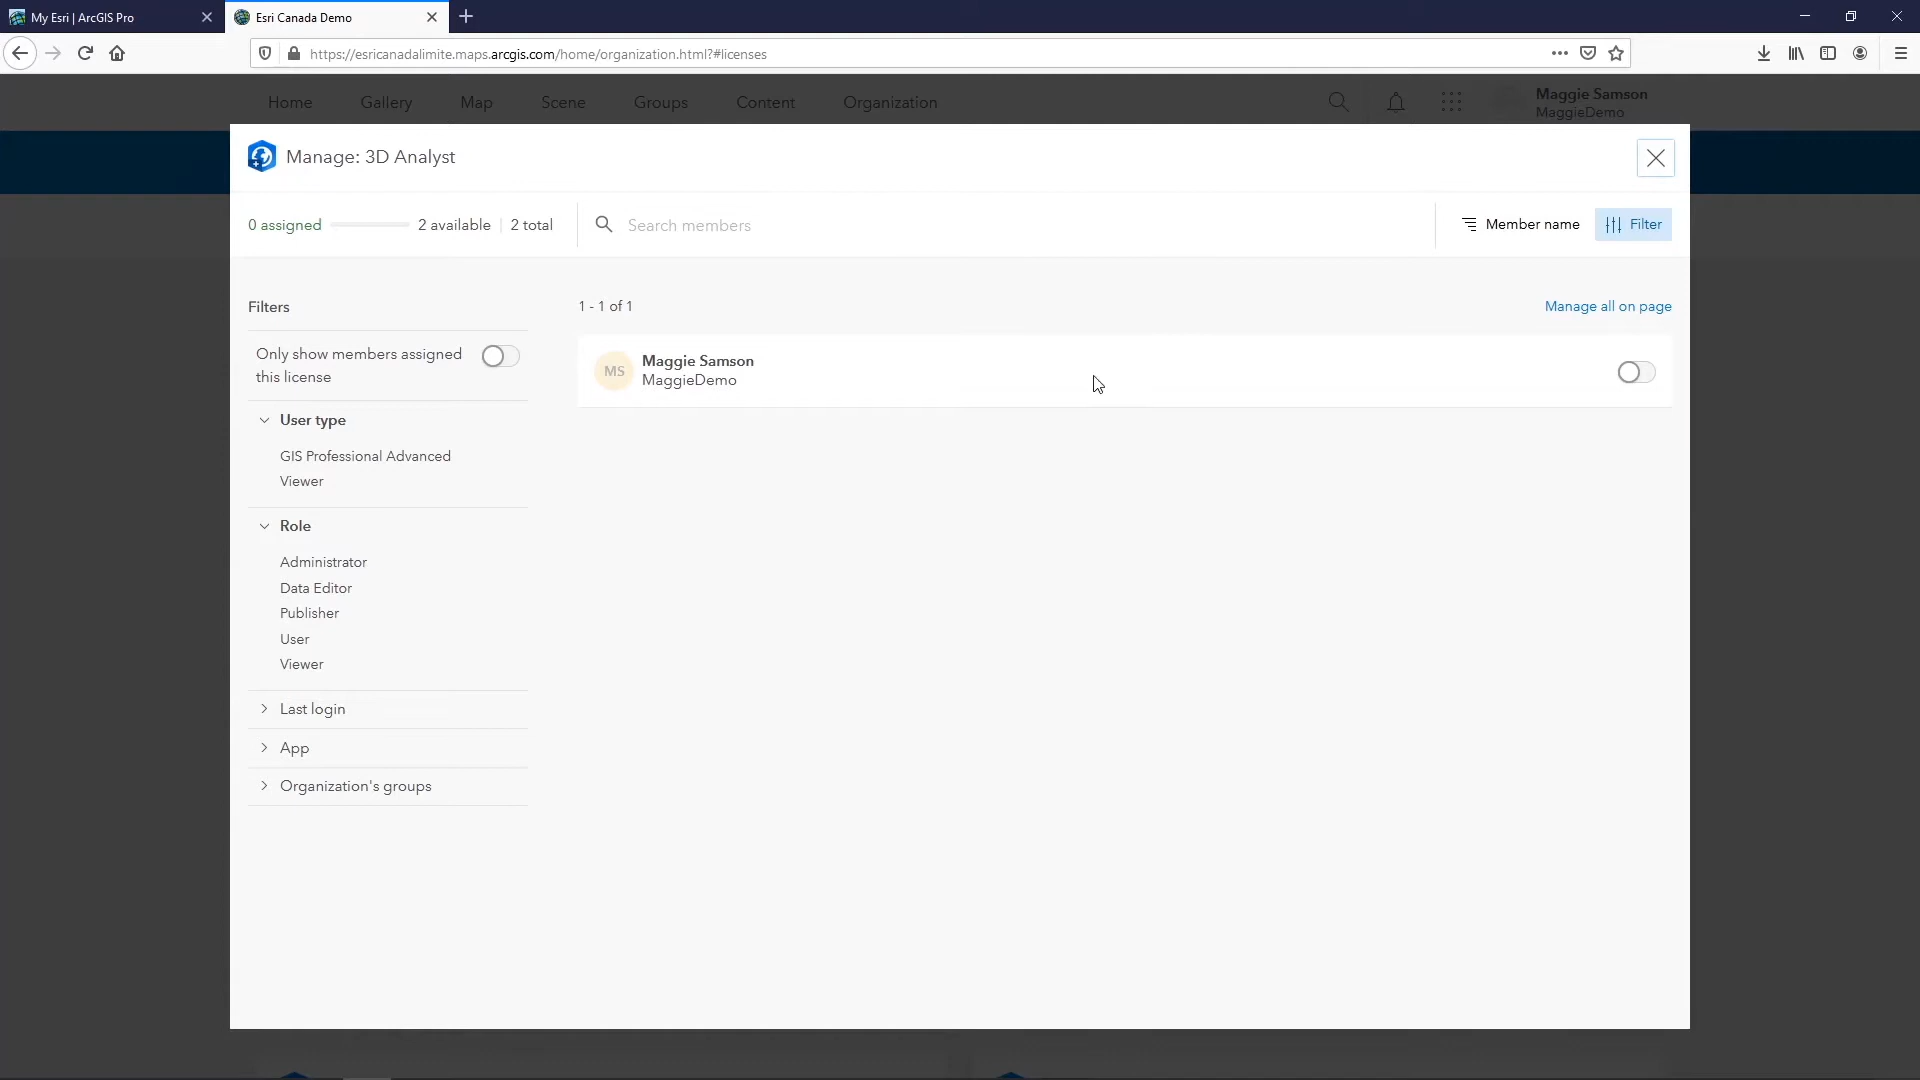 My Esri | ArcGIS Pro
Esri Canada Demo
https://esricanadalimite.maps.arcgis.com/home/organization.html?#licenses
Home Gallery Map Scene Groups Content Organization
Maggie Samson
MaggieDemo
Manage: 3D Analyst
0 assigned 2 available 2 total
Search members
Member name
Filter
Filters
1 - 1 of 1
Manage all on page
Only show members assigned
this license
MS
Maggie Samson
MaggieDemo
User type
GIS Professional Advanced
Viewer
Role
Administrator
Data Editor
Publisher
User
Viewer
Last login
App
Organization's groups